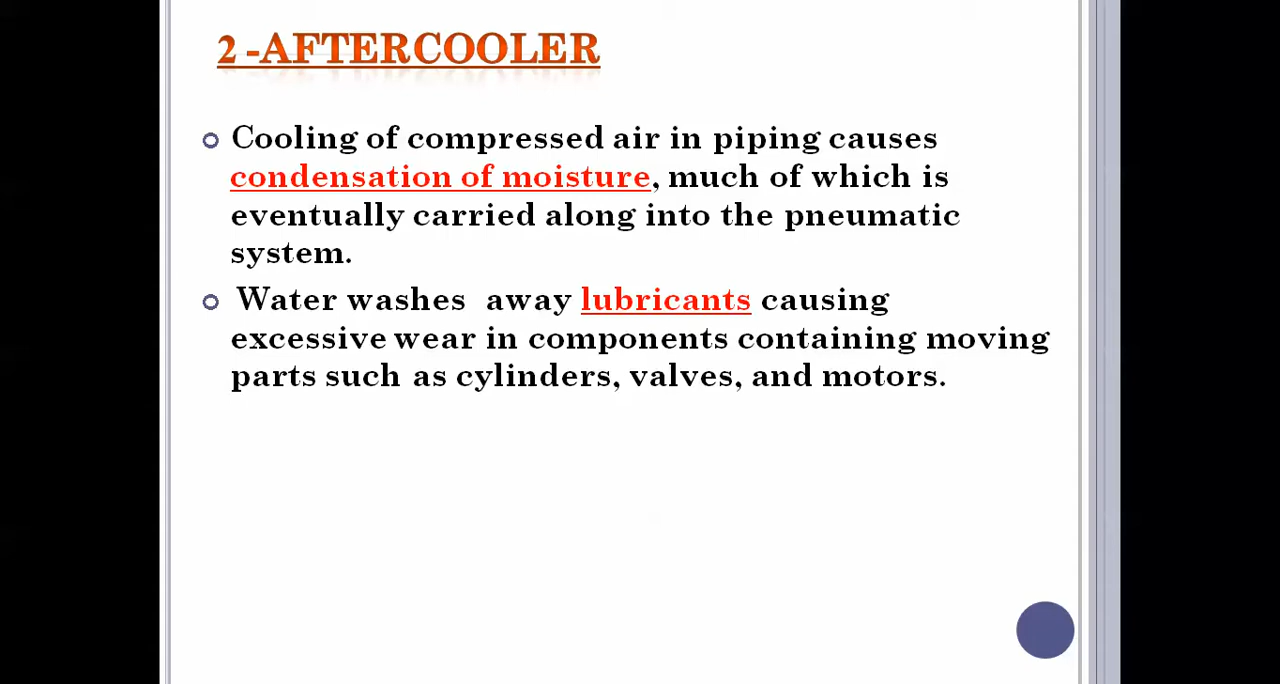 2 -AFTERCOOLER
Cooling of compressed air in piping causes
condensation of moisture, much of which is
eventually carried along into the pneumatic
system.
Water washes away lubricants causing
excessive wear in components containing moving
parts such as cylinders, valves, and motors.